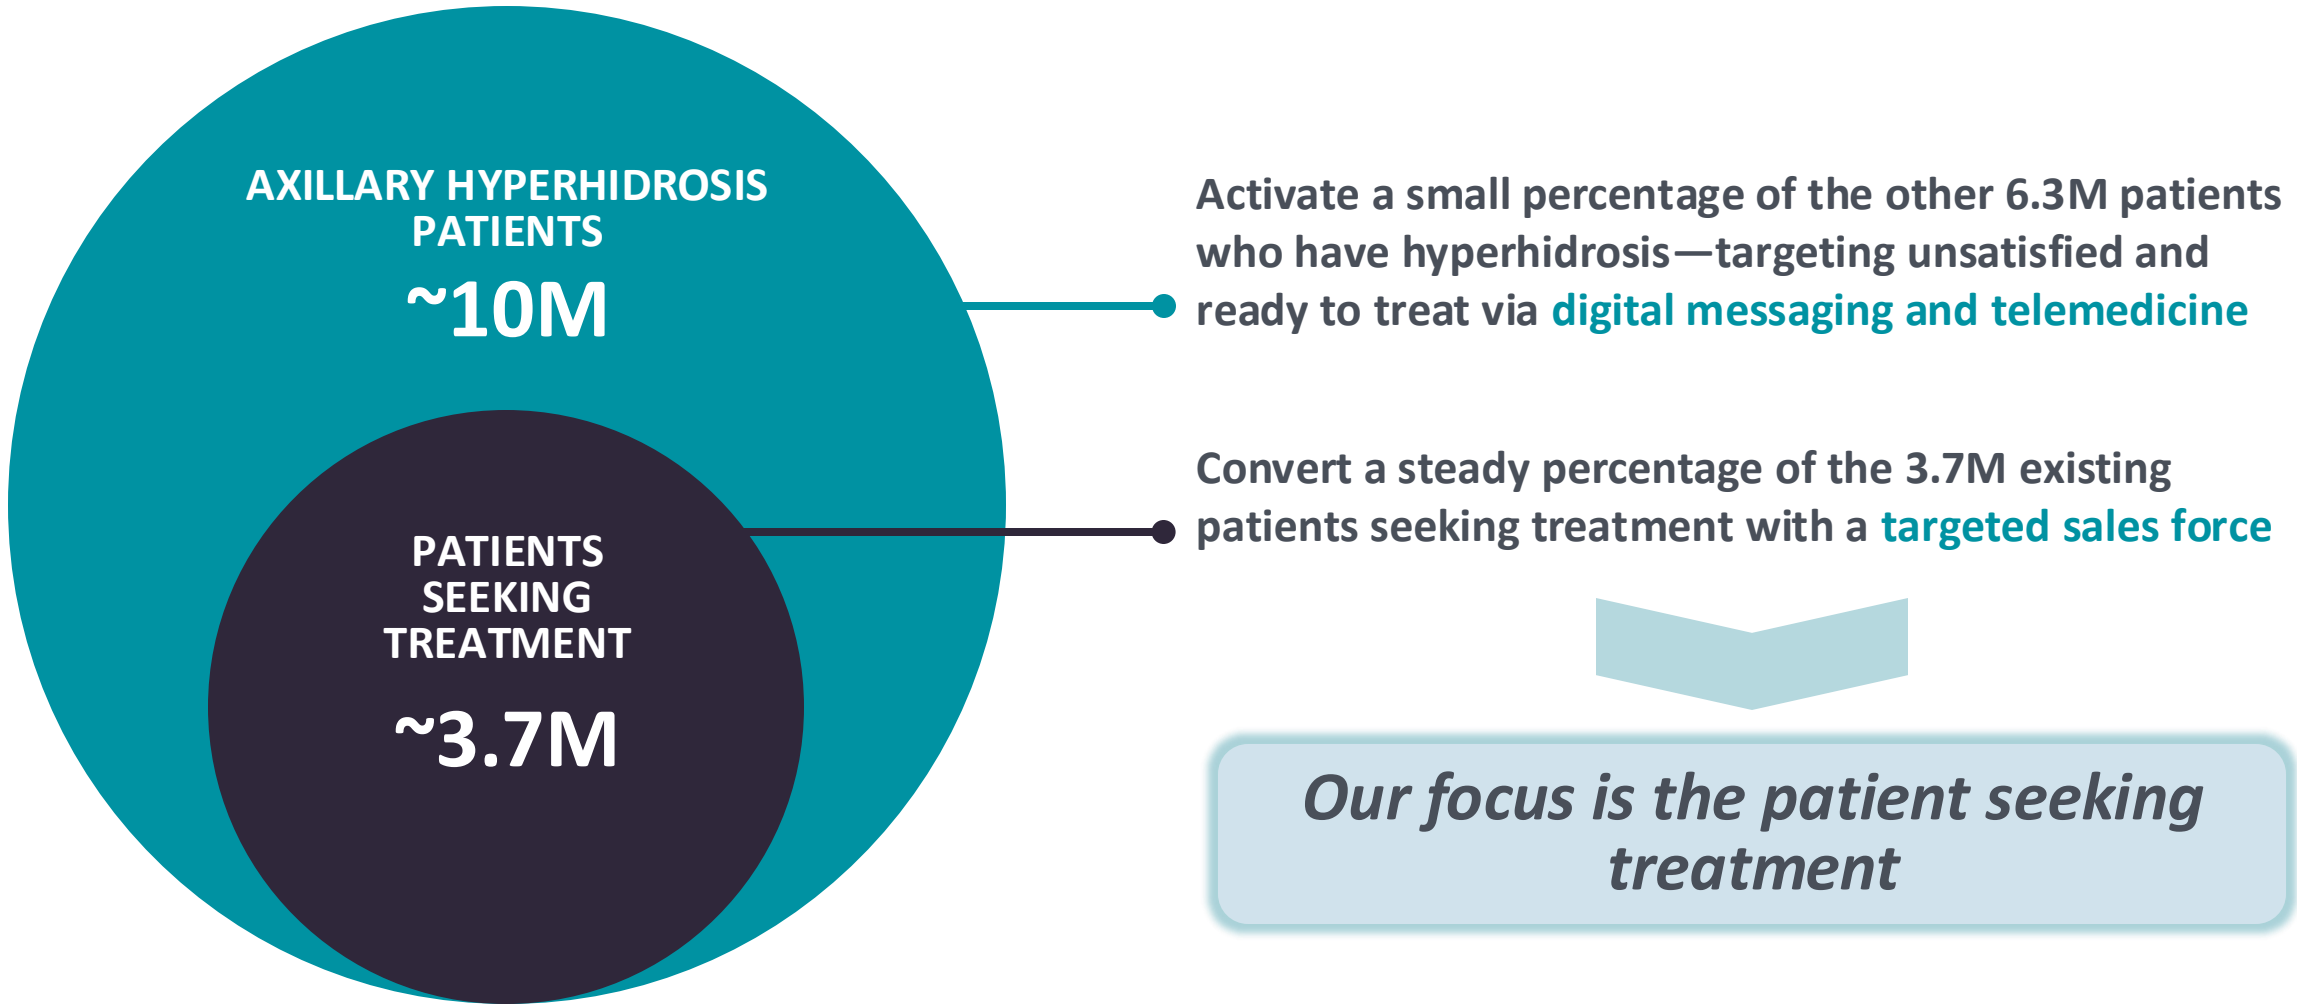 AXILLARY HYPERHIDROSIS
PATIENTS
~10M
PATIENTS
SEEKING
TREATMENT
~3.7M
Activate a small percentage of the other 6.3M patients
who have hyperhidrosis—targeting unsatisfied and
ready to treat via digital messaging and telemedicine
Convert a steady percentage of the 3.7M existing
patients seeking treatment with a targeted sales force
Our focus is the patient seeking
treatment